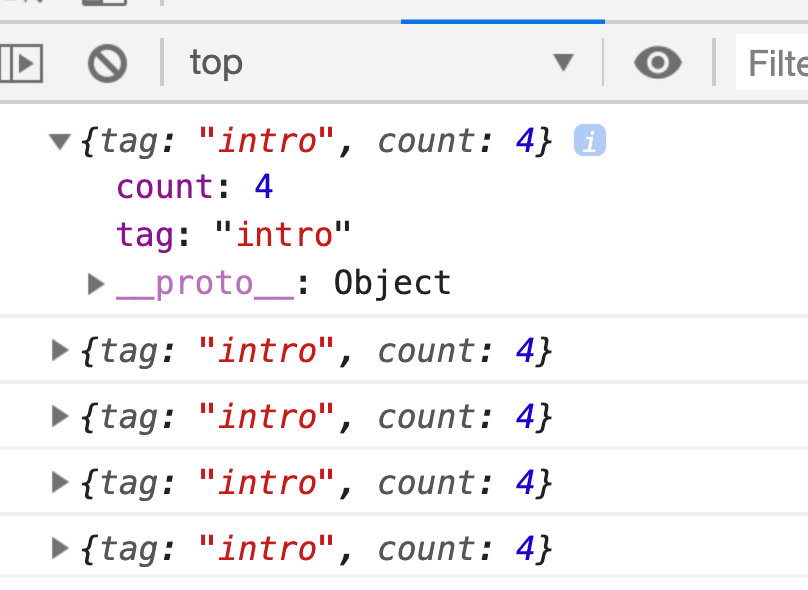 top
Filte
{tag: "intro", count: 4} i
count: 4
tag: "intro"
__proto__: Object
{tag: "intro", count: 4}
{tag: "intro", count: 4}
{tag: "intro", count: 4}
{tag: "intro", count: 4}